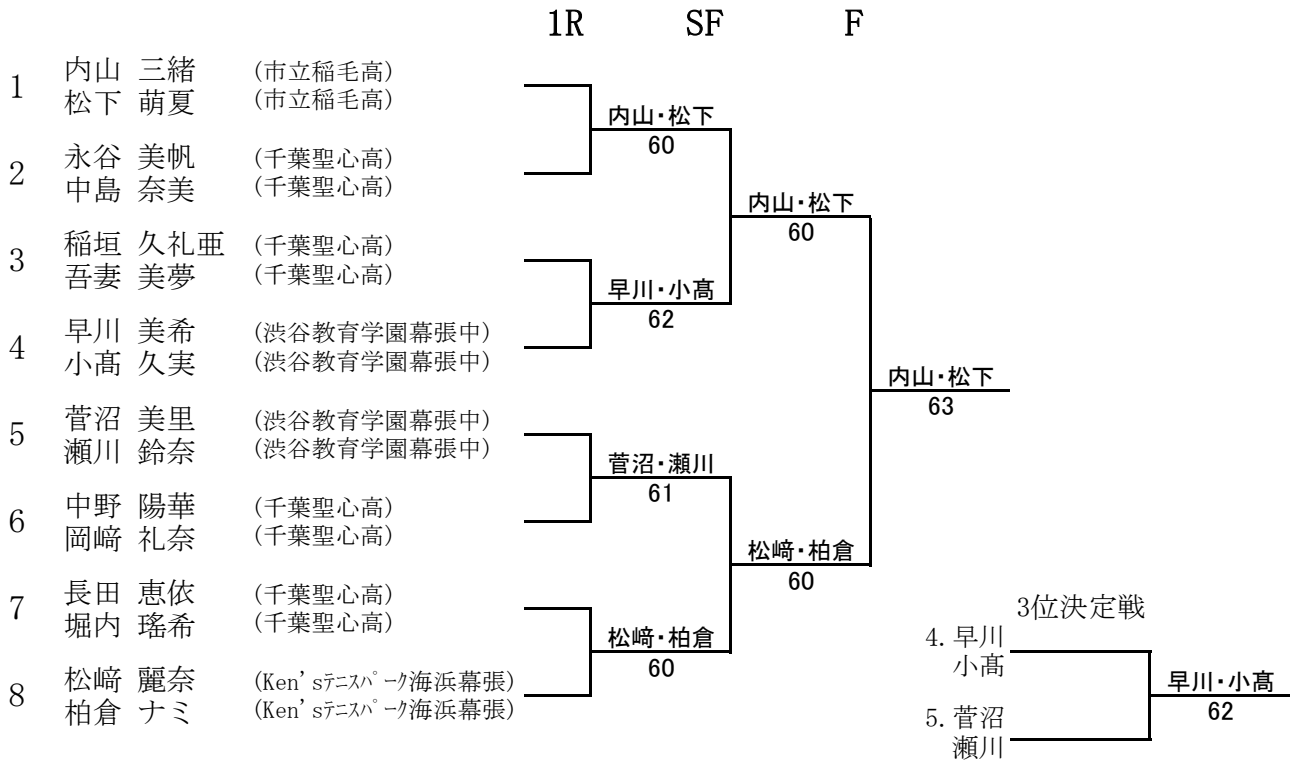 1R SF F
1 内山 三緒 (市立稲毛高)
松下 萌夏 (市立稲毛高)
内山・松下
60
2 永谷 美帆 (千葉聖心高)
中島 奈美 (千葉聖心高)
内山・松下
60
3 稲垣 久礼亜 (千葉聖心高)
吾妻 美夢 (千葉聖心高)
早川・小髙
62
4 早川 美希 (渋谷教育学園幕張中)
小髙 久実 (渋谷教育学園幕張中)
内山・松下
63
5 菅沼 美里 (渋谷教育学園幕張中)
瀬川 鈴奈 (渋谷教育学園幕張中)
菅沼・瀬川
61
6 中野 陽華 (千葉聖心高)
岡﨑 礼奈 (千葉聖心高)
松﨑・柏倉
60
7 長田 恵依 (千葉聖心高)
堀内 瑤希 (千葉聖心高)
松﨑・柏倉
60
8 松﨑 麗奈 (Ken'sﾃﾆｽﾊﾟｰｸ海浜幕張)
柏倉 ナミ (Ken'sﾃﾆｽﾊﾟｰｸ海浜幕張)
3位決定戦
4. 早川
小髙
早川・小髙
62
5. 菅沼
瀬川